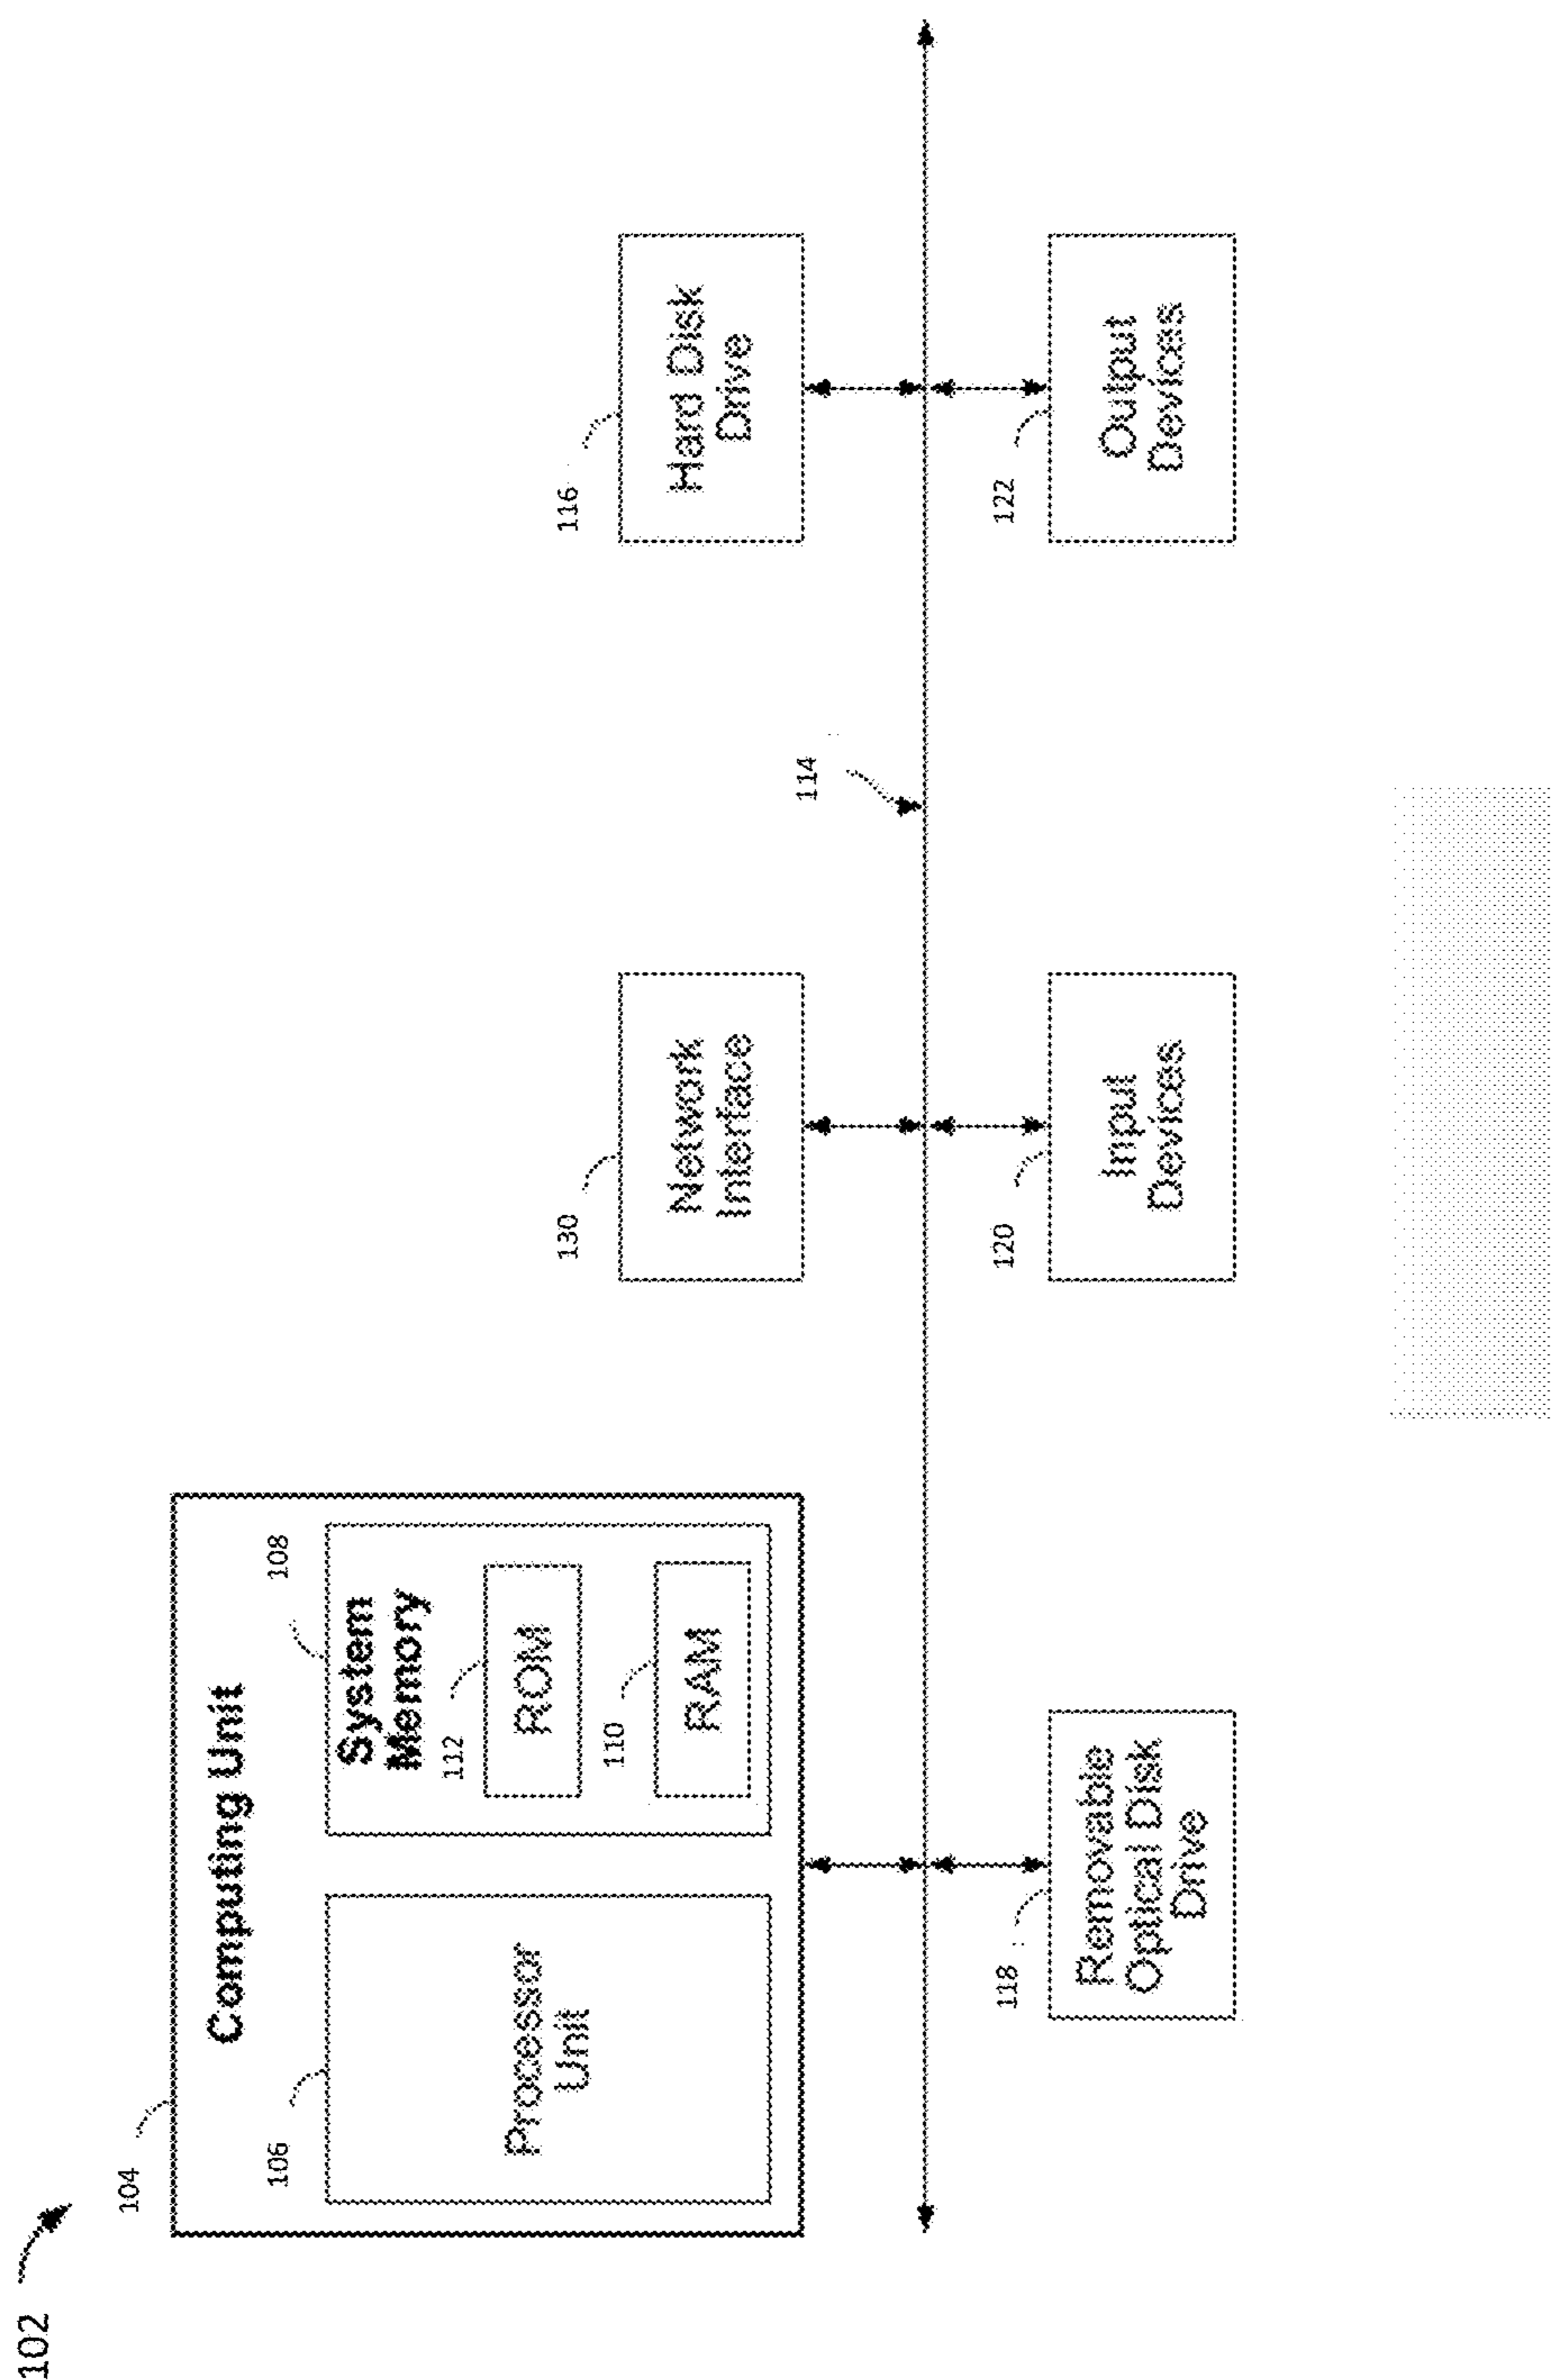 102
104
Computing Unit
106
Processor
Unit
108
System
Memory
112
ROM
110
RAM
130
Network
Interface
116
Hard Disk
Drive
114
118
Removable
Optical Disk
Drive
120
Input
Devices
122
Output
Devices